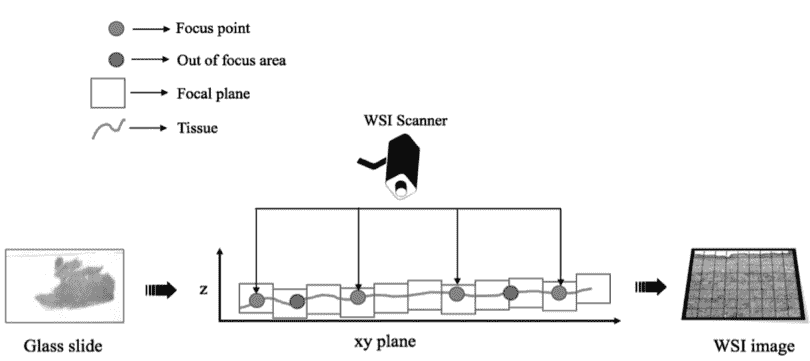 Focus point
Out of focus area
Focal plane
Tissue
WSI Scanner
z
xy plane
Glass slide
WSI image